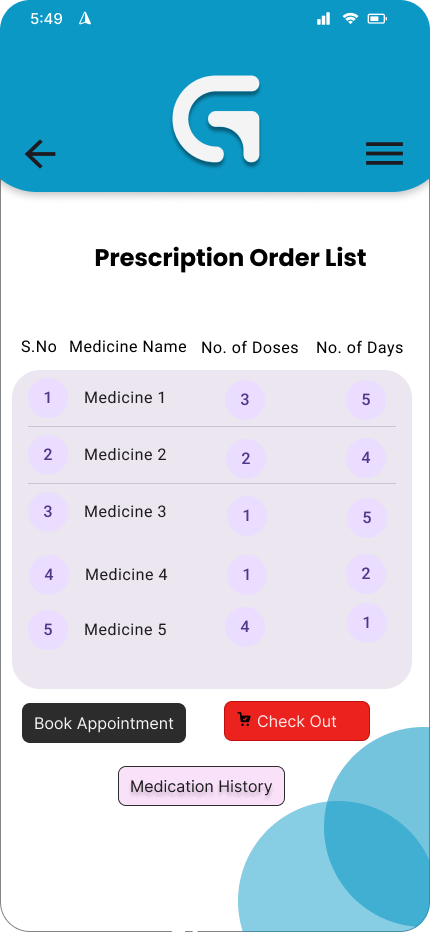 5:49
G
Prescription Order List
S.No Medicine Name No. of Doses No. of Days
1 Medicine 1 3 5
2 Medicine 2 2 4
3 Medicine 3 1 5
4 Medicine 4 1 2
5 Medicine 5 4 1
Book Appointment Check Out
Medication History